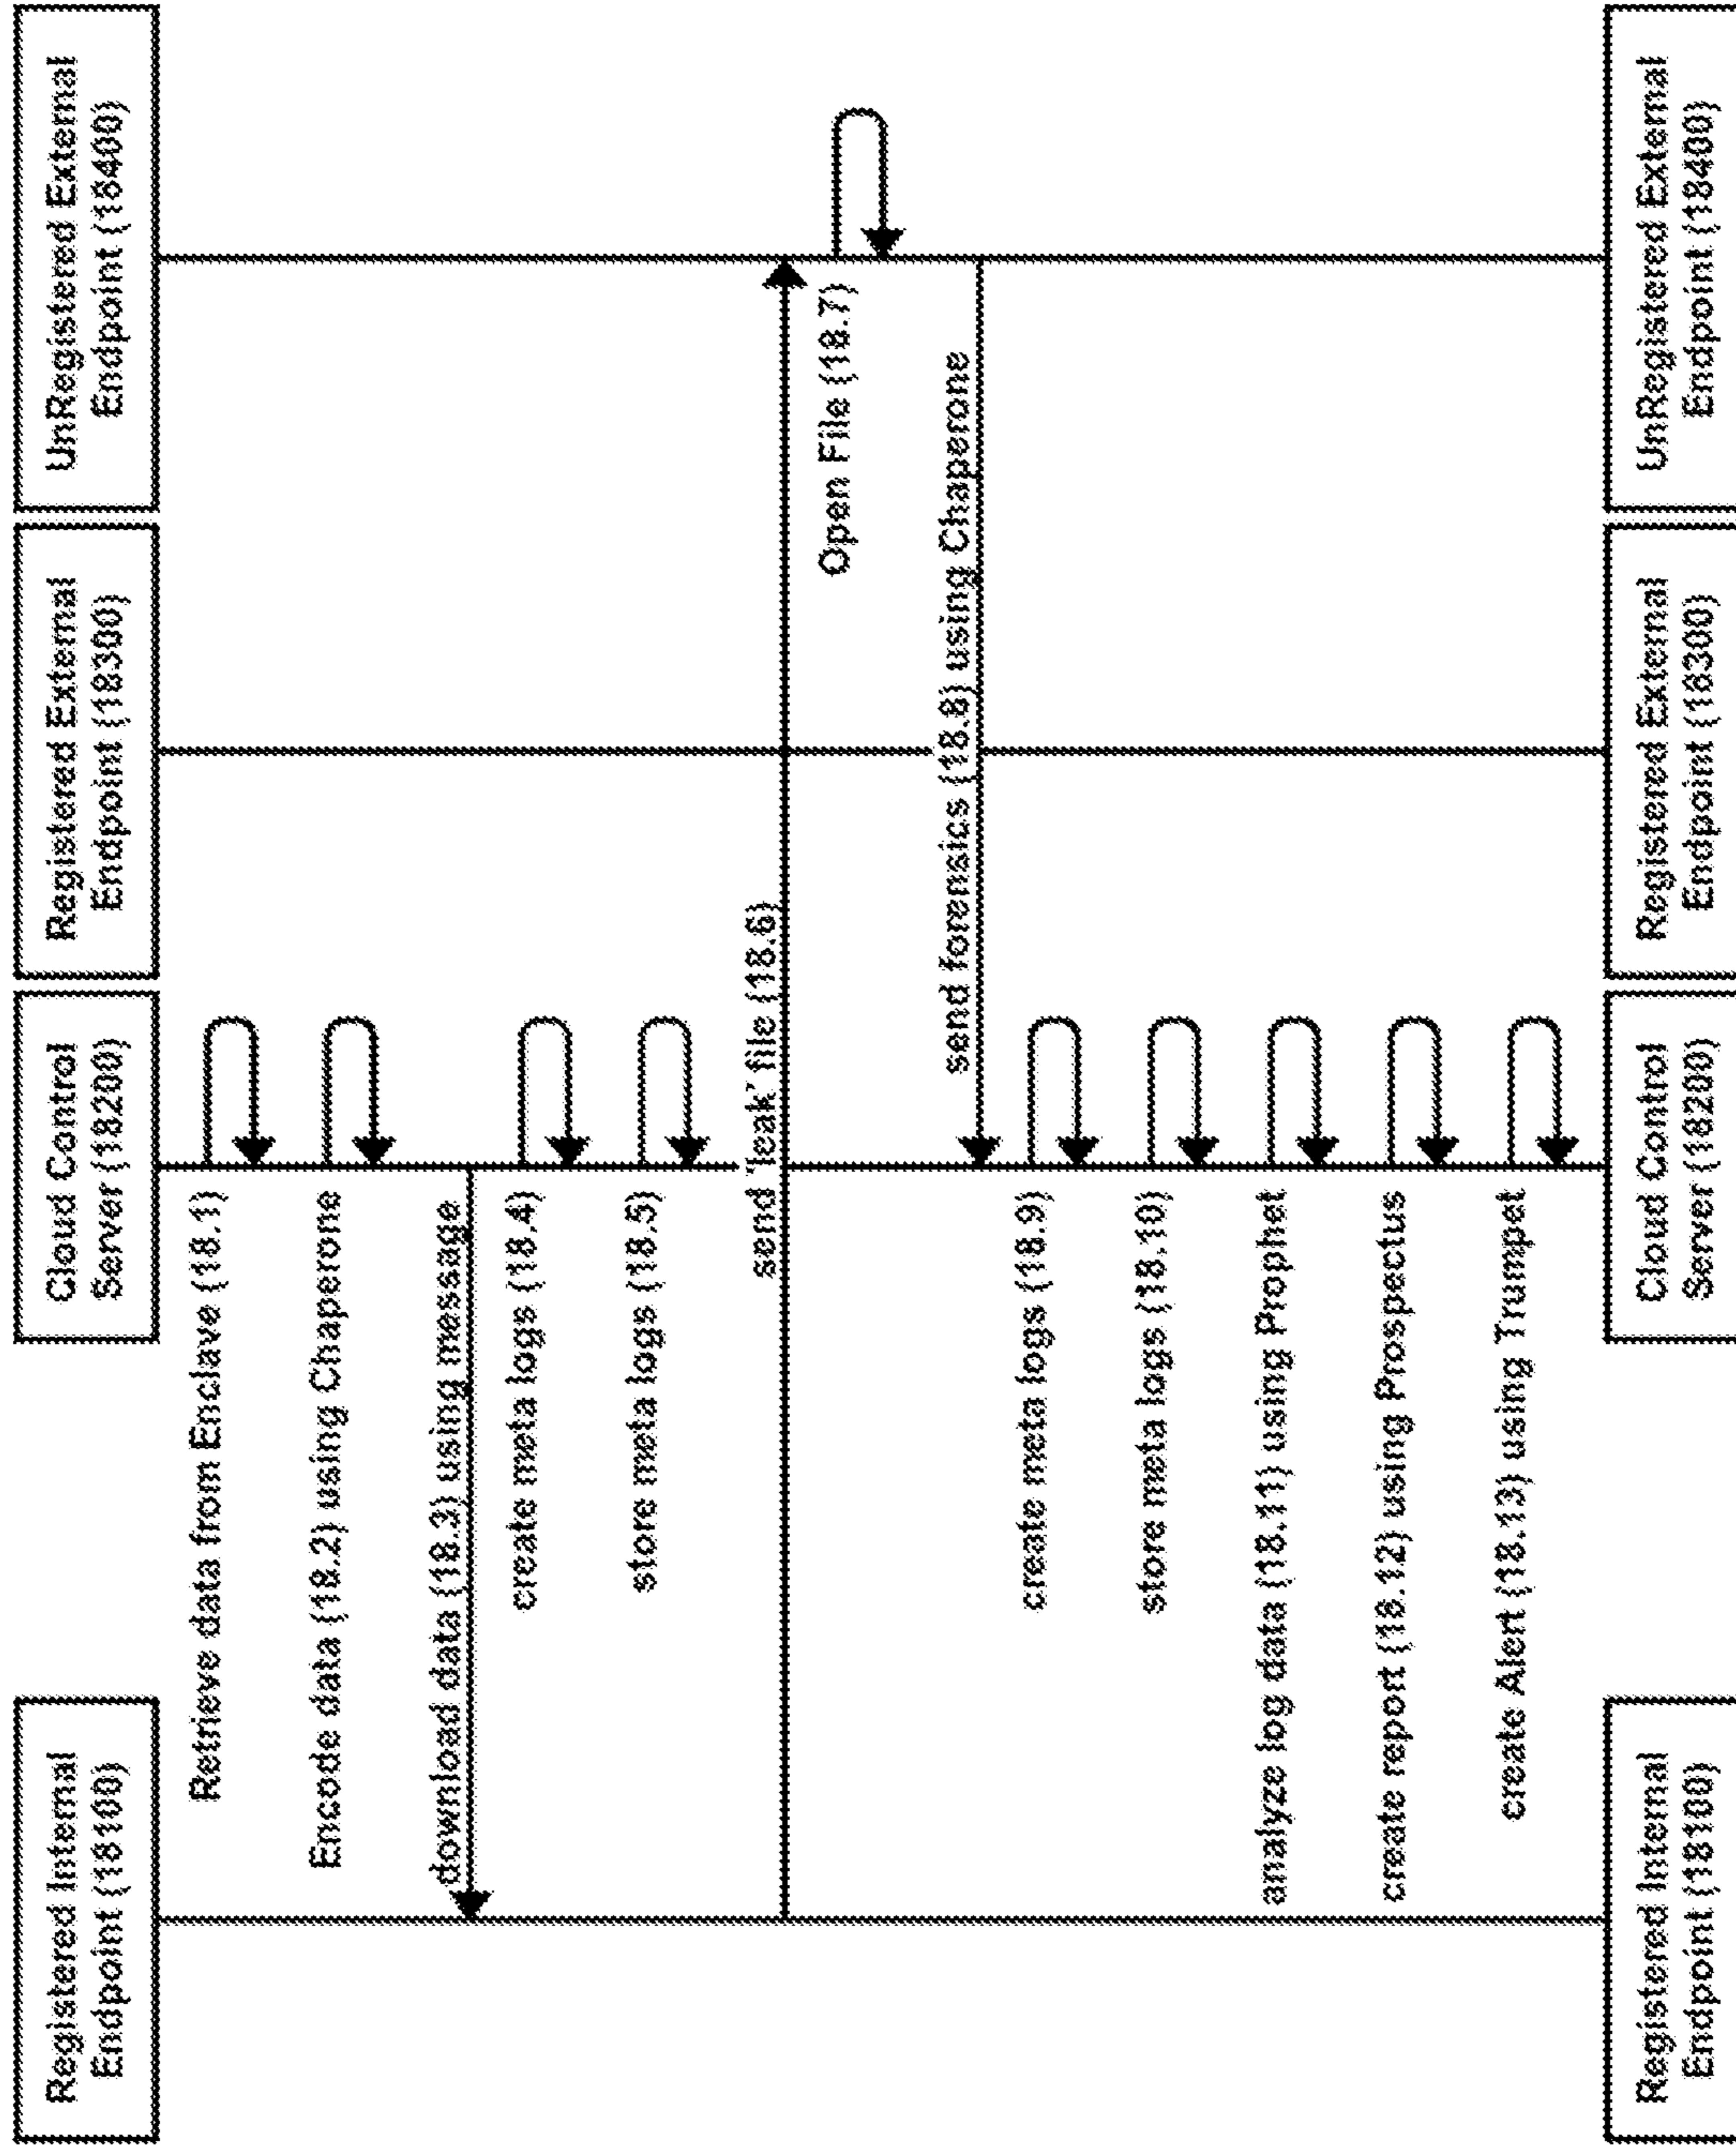 Registered Internal
Endpoint (18100)
Cloud Control
Server (18200)
Registered External
Endpoint (18300)
UnRegistered External
Endpoint (18400)
Retrieve data from Enclave (18.1)
Encode data (18.2) using Chaperone
download data (18.3) using message
create meta logs (18.4)
store meta logs (18.5)
send 'leak' file (18.6)
Open File (18.7)
send forensics (18.8) using Chaperone
create meta logs (18.9)
store meta logs (18.10)
analyze log data (18.11) using Prophet
create report (18.12) using Prospectus
create Alert (18.13) using Trumpet
Registered Internal
Endpoint (18100)
Cloud Control
Server (18200)
Registered External
Endpoint (18300)
UnRegistered External
Endpoint (18400)